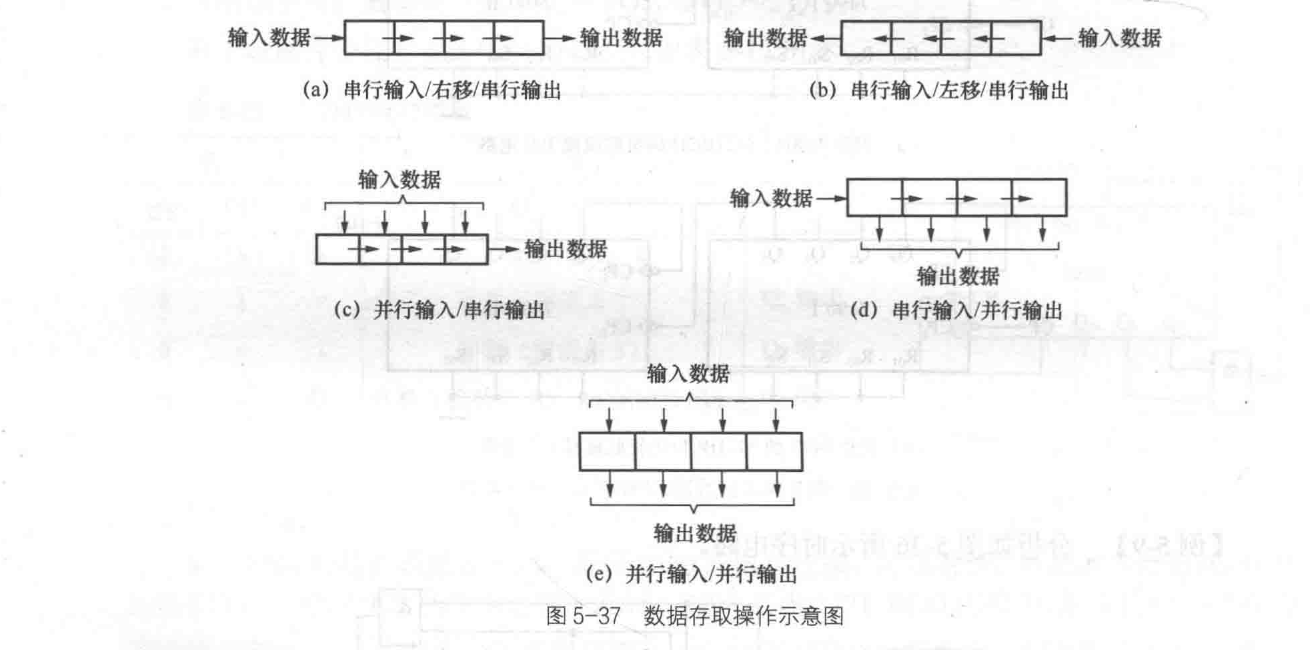 输入数据 输出数据
(a) 串行输入/右移/串行输出
输出数据 输入数据
(b) 串行输入/左移/串行输出
输入数据
输出数据
(c) 并行输入/串行输出
输入数据
输出数据
(d) 串行输入/并行输出
输入数据
输出数据
(e) 并行输入/并行输出
图 5-37 数据存取操作示意图